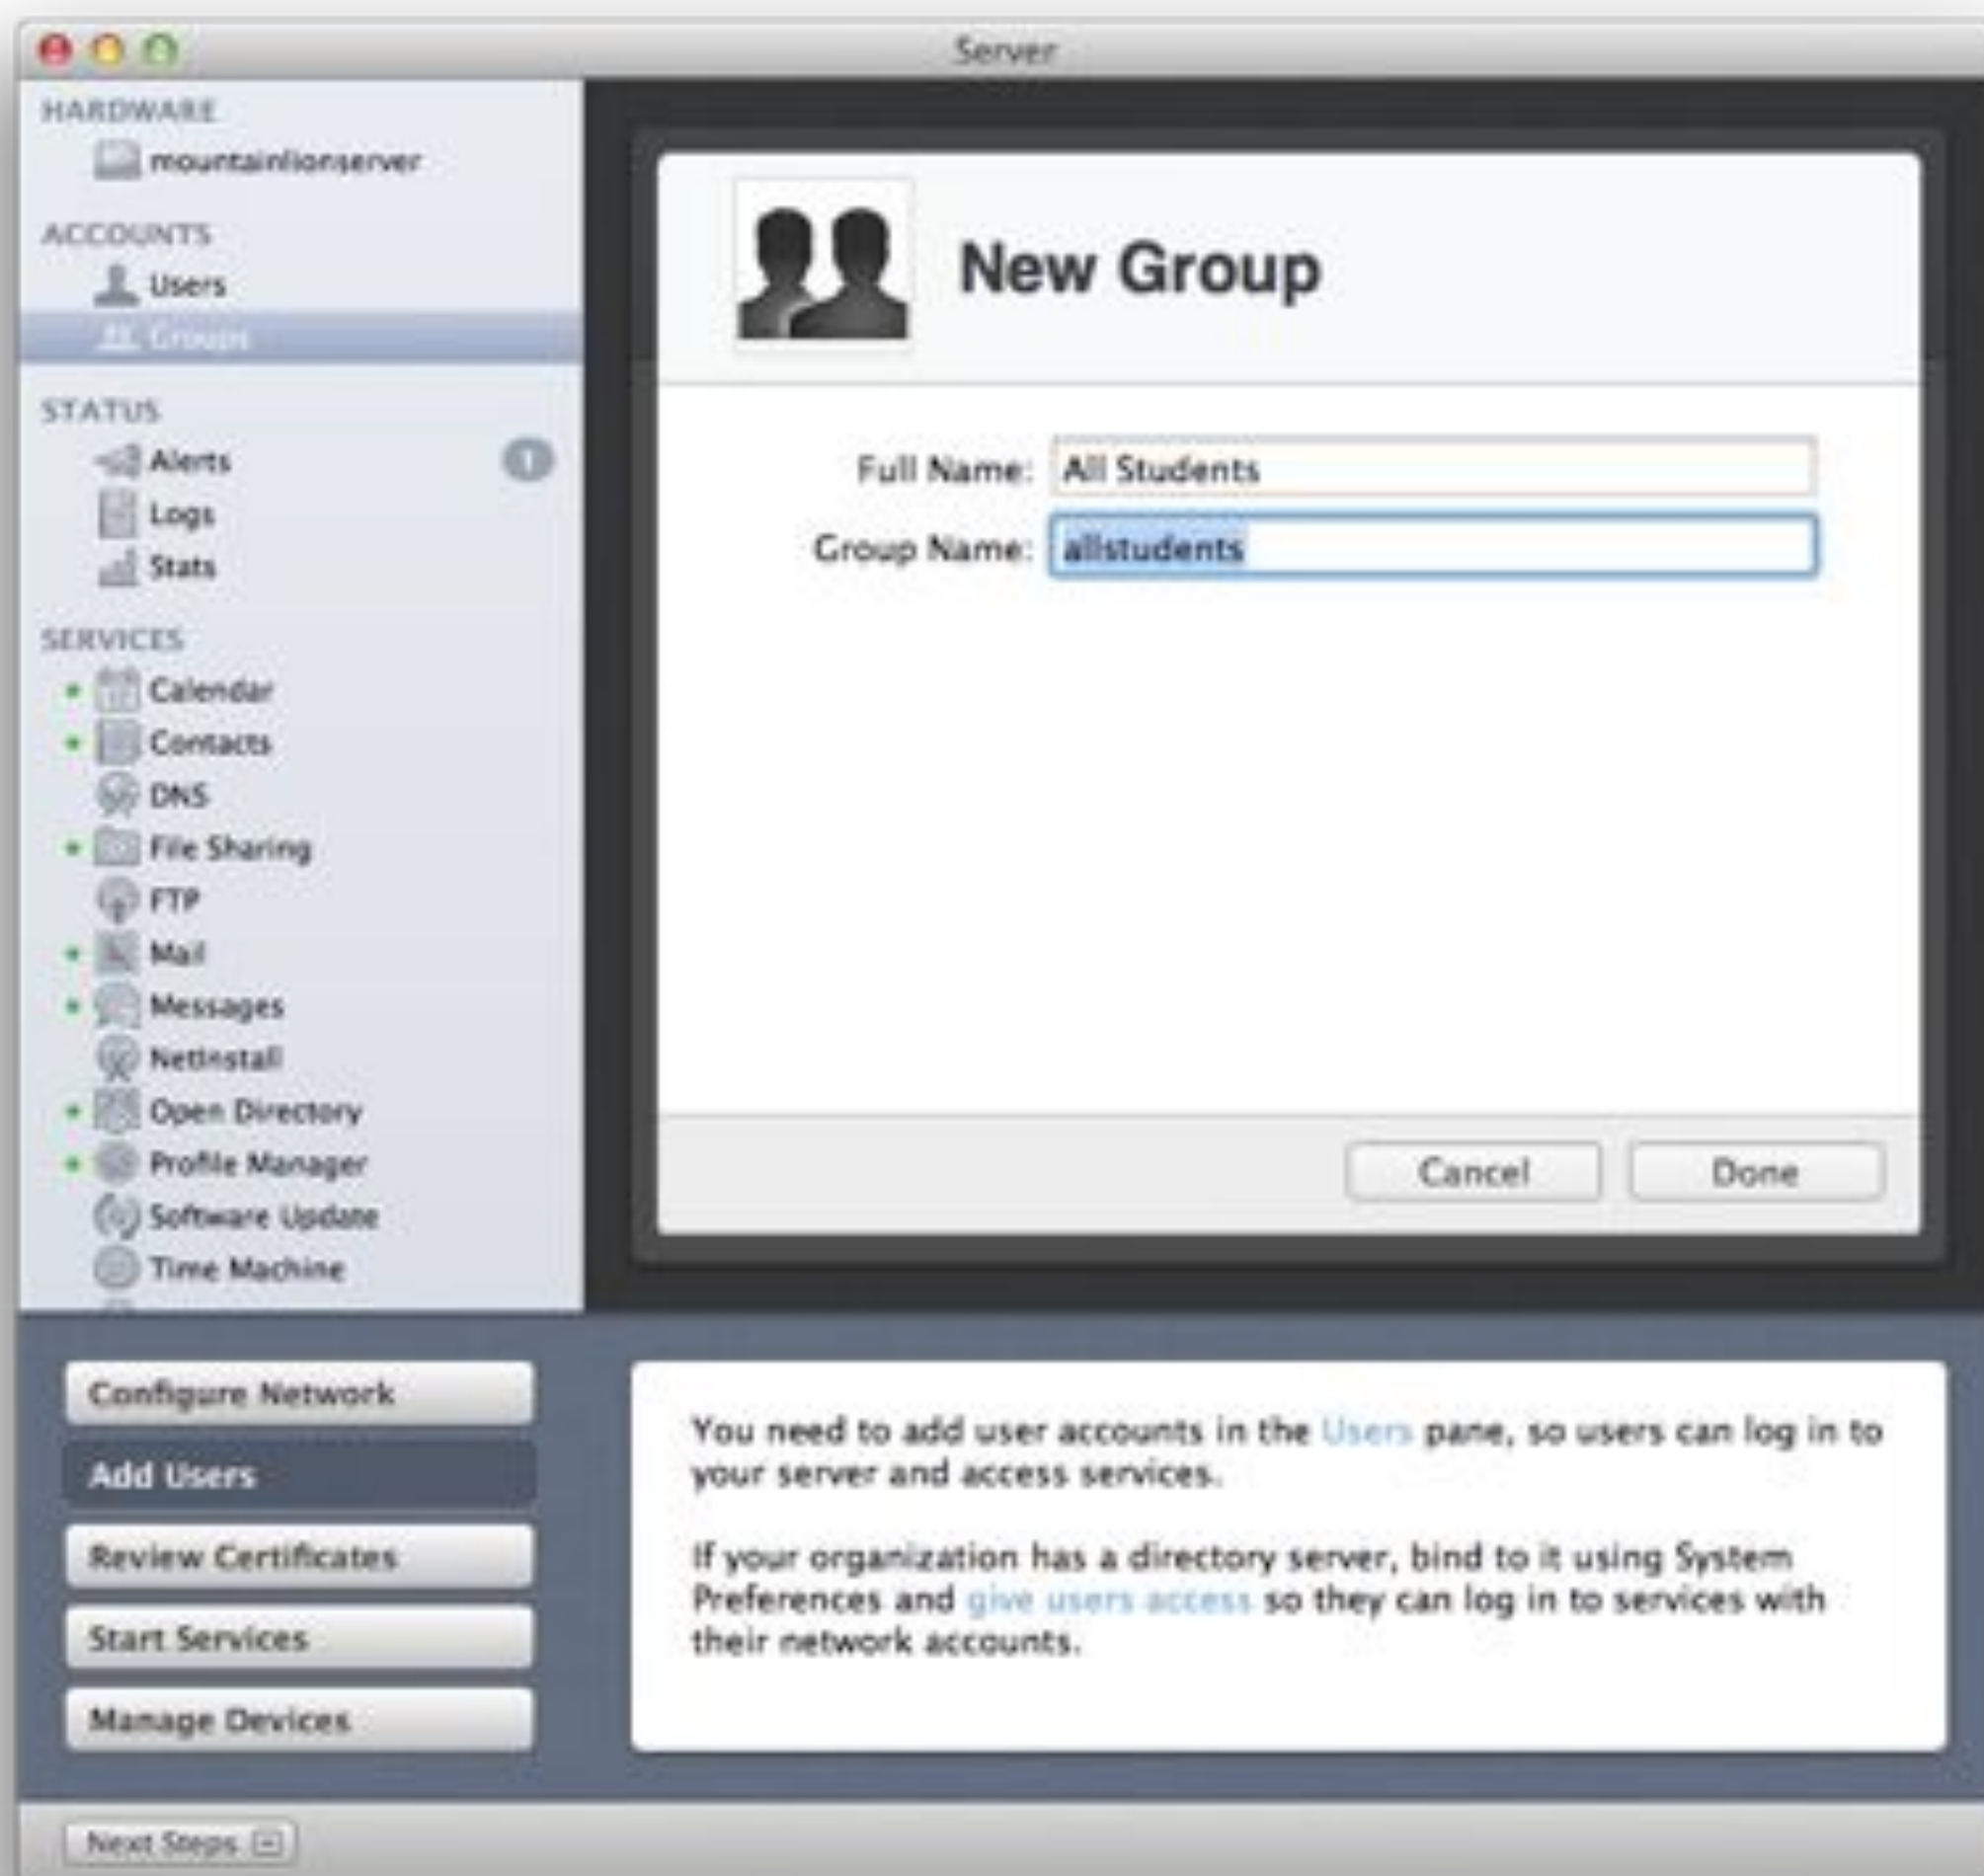 Server
HARDWARE
mountainlionserver
ACCOUNTS
Users
Groups
STATUS
Alerts
1
Logs
Stats
SERVICES
Calendar
Contacts
DNS
File Sharing
FTP
Mail
Messages
NetInstall
Open Directory
Profile Manager
Software Update
Time Machine
New Group
Full Name: All Students
Group Name: allstudents
Cancel
Done
Configure Network
Add Users
Review Certificates
Start Services
Manage Devices
You need to add user accounts in the Users pane, so users can log in to
your server and access services.
If your organization has a directory server, bind to it using System
Preferences and give users access so they can log in to services with
their network accounts.
Next Steps